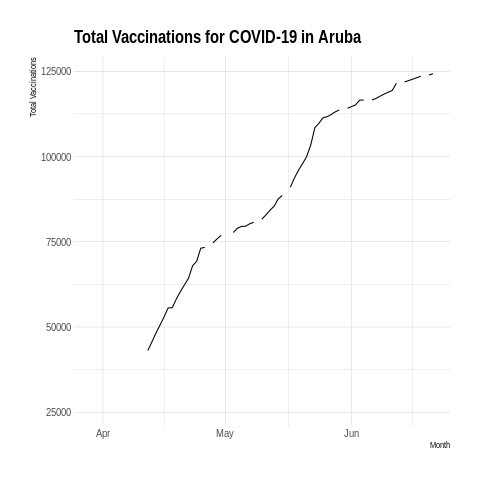 Total Vaccinations for COVID-19 in Aruba
Total Vaccinations
125000
100000
75000
50000
25000
Apr May Jun
Month